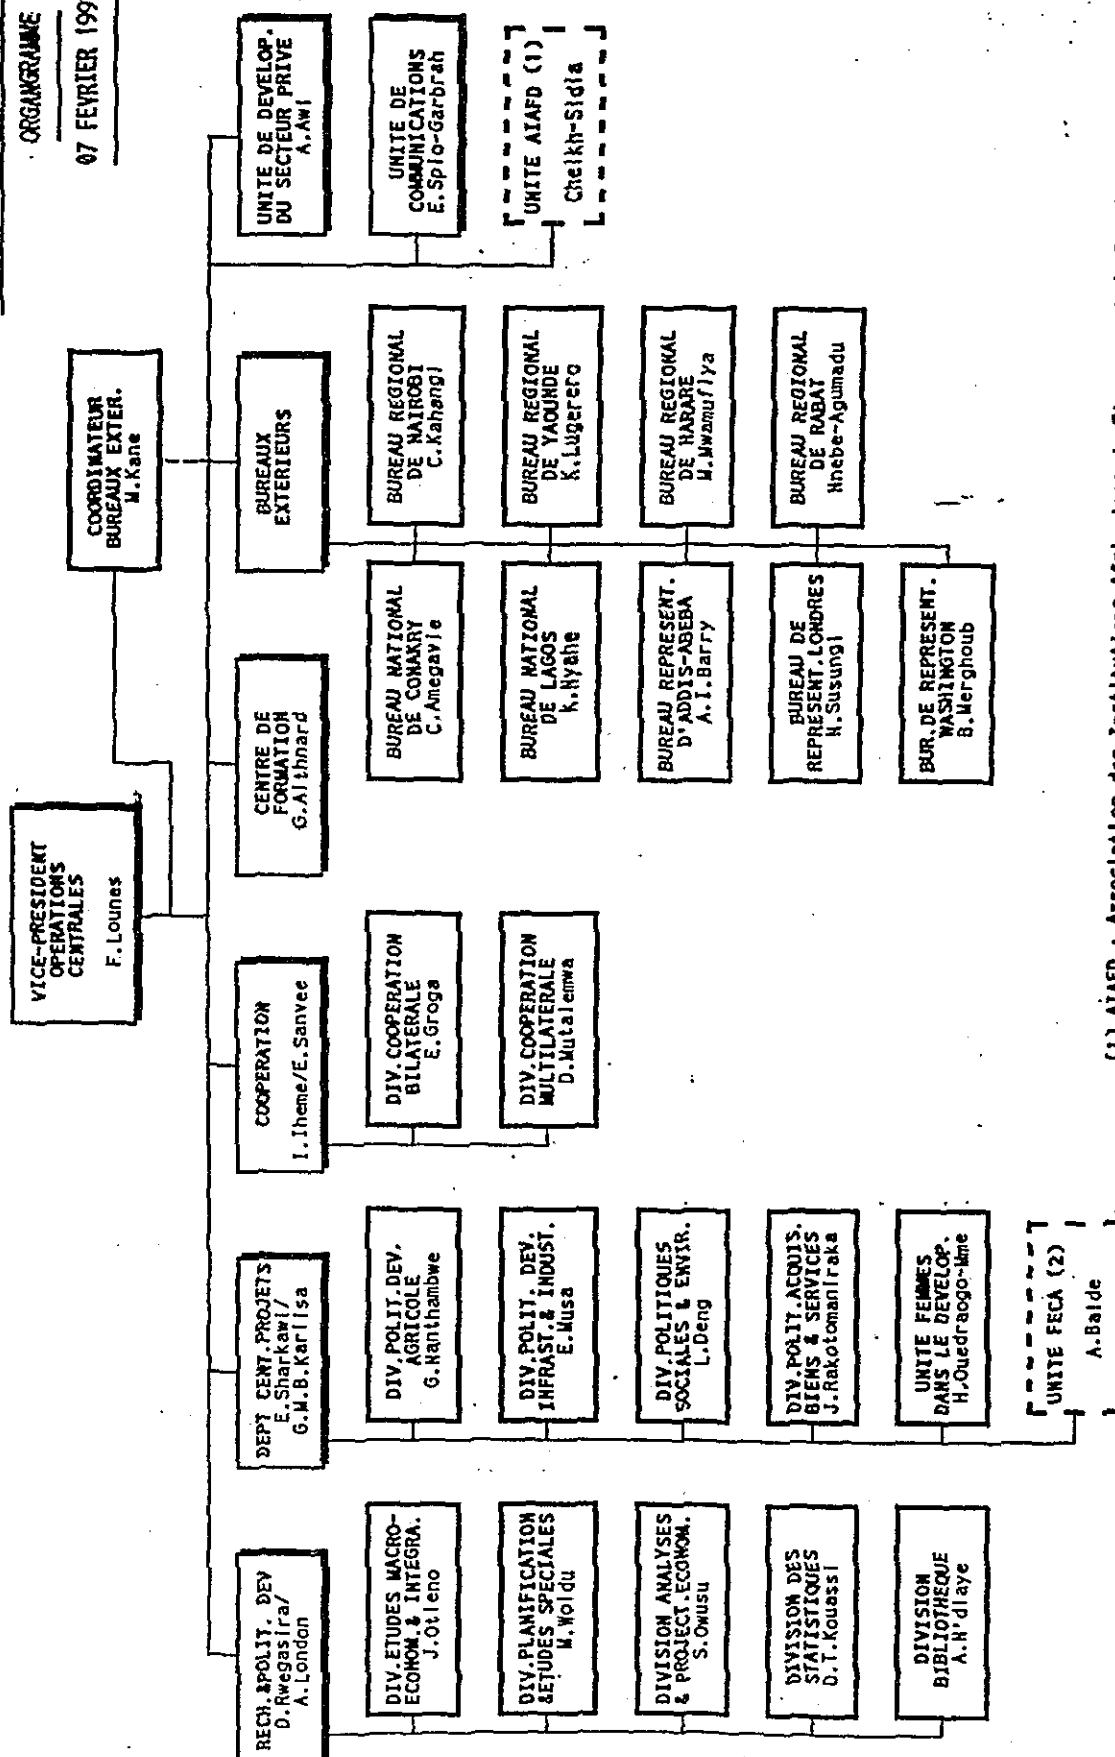 ORGANGRAMME
07 FEVRIER 199
VICE-PRESIDENT
OPERATIONS
CENTRALES
F.Lounes
COORDINATEUR
BUREAUX EXTER.
M.Kane
RECH.&POLIT. DEV
D.Rwegasira/
A.London
DIV.ETUDES MACRO-
ECONOM.& INTEGRA.
J.Otieno
DIV.PLANIFICATION
&ETUDES SPECIALES
M.Woldu
DIVISION ANALYSES
& PROJECT.ECONOM.
S.Owusu
DIVISION DES
STATISTIQUES
D.T.Kouassi
DIVISION
BIBLIOTHEQUE
A.N'diaye
DEPT CENT.PROJETS
E.Sharkawi/
G.M.B.Kariisa
DIV.POLIT.DEV.
AGRICOLE
G.Nanthambwe
DIV.POLIT. DEV.
INFRAST.& INDUST.
E.Musa
DIV.POLITIQUES
SOCIALES & ENVIR.
L.Deng
DIV.POLIT.ACQUIS.
BIENS & SERVICES
J.Rakotomaniraka
UNITE FEMMES
DANS LE DEVELOP.
H.Ouedraogo-Mme
UNITE FECA (2)
A.Balde
COOPERATION
I.Iheme/E.Sanvee
DIV.COOPERATION
BILATERALE
E.Groga
DIV.COOPERATION
MULTILATERALE
D.Mutalemwa
CENTRE DE
FORMATION
G.Aithnard
BUREAUX
EXTERIEURS
BUREAU NATIONAL
DE CONAKRY
C.Amegavie
BUREAU NATIONAL
DE LAGOS
K.Nyahe
BUREAU REPRESENT.
D'ADDIS-ABEBA
A.I.Barry
BUREAU DE
REPRESENT.LONDRES
N.Susungi
BUR.DE REPRESENT.
WASHINGTON
B.Merghoub
BUREAU REGIONAL
DE NAIROBI
C.Kahangi
BUREAU REGIONAL
DE YAOUNDE
K.Lugerero
BUREAU REGIONAL
DE HARARE
M.Mwamufiya
BUREAU REGIONAL
DE RABAT
Nnebe-Agumadu
UNITE DE DEVELOP.
DU SECTEUR PRIVE
A.Awi
UNITE DE
COMMUNICATIONS
E.Spio-Garbrah
UNITE AIAFD (1)
Cheikh-Sidia
(1) AIAFD : Association des Institutions